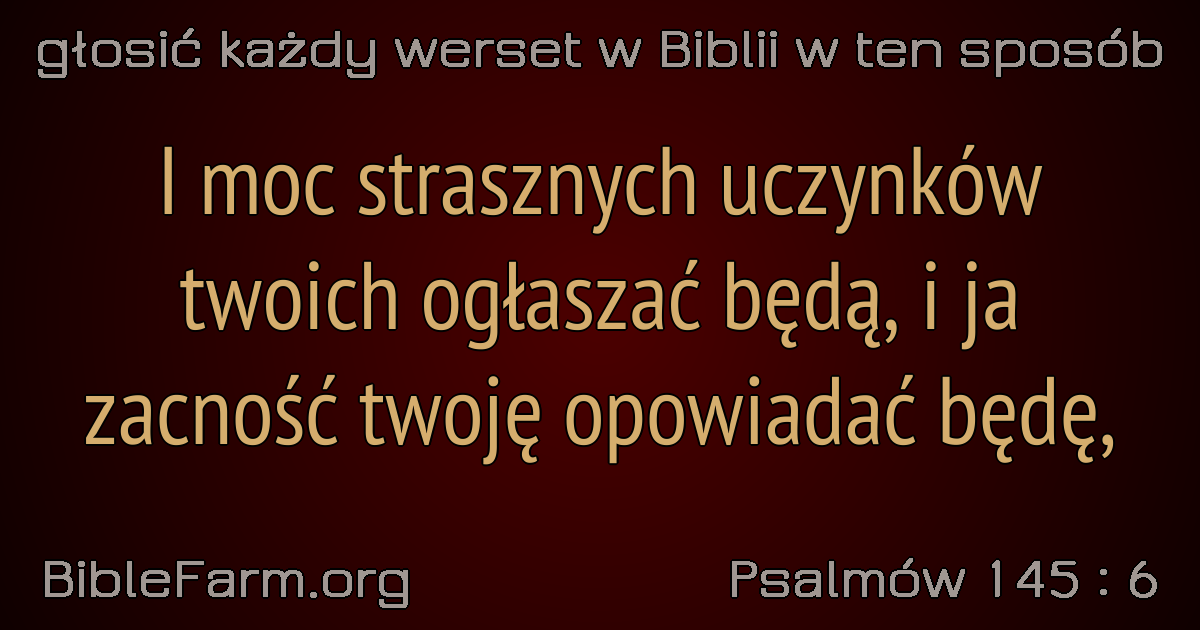 głosić każdy werset w Biblii w ten sposób
I moc strasznych uczynków
twoich ogłaszać będą, i ja
zacność twoję opowiadać będę,
BibleFarm.org
Psalmów 145 : 6